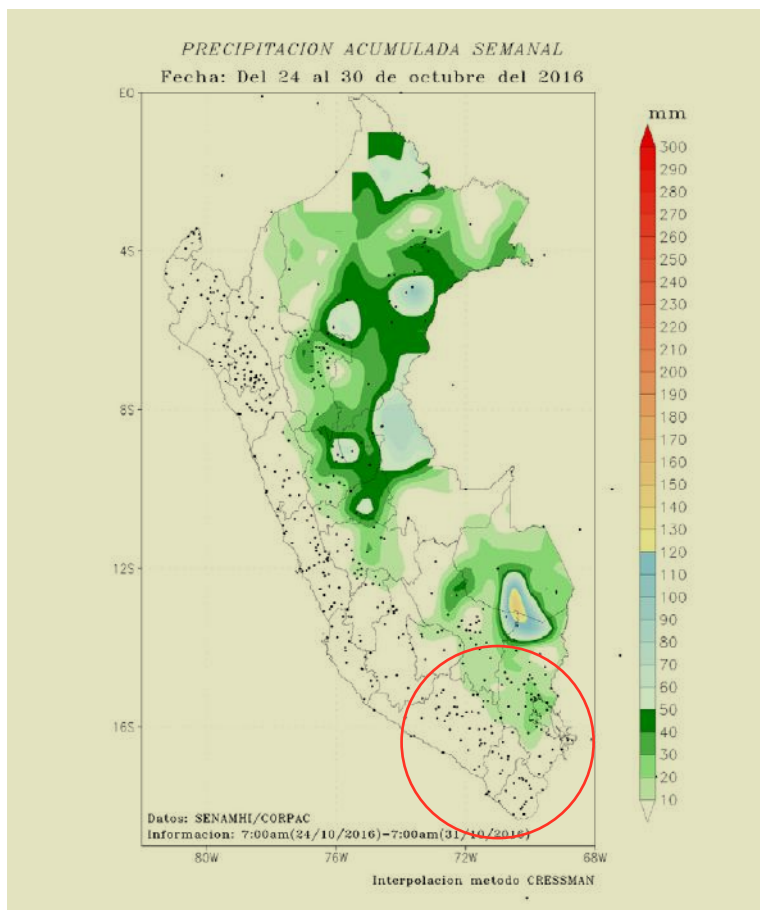 PRECIPITACION ACUMULADA SEMANAL
Fecha: Del 24 al 30 de octubre del 2016
EQ
4S
8S
12S
16S
80W
76W
72W
68W
mm
300
290
280
270
260
250
240
230
220
210
200
190
180
170
160
150
140
130
120
110
100
90
80
70
60
50
40
30
20
10
Datos: SENAMHI/CORPAC
Informacion: 7:00am(24/10/2016)-7:00am(31/10/2016)
Interpolacion metodo CRESSMAN